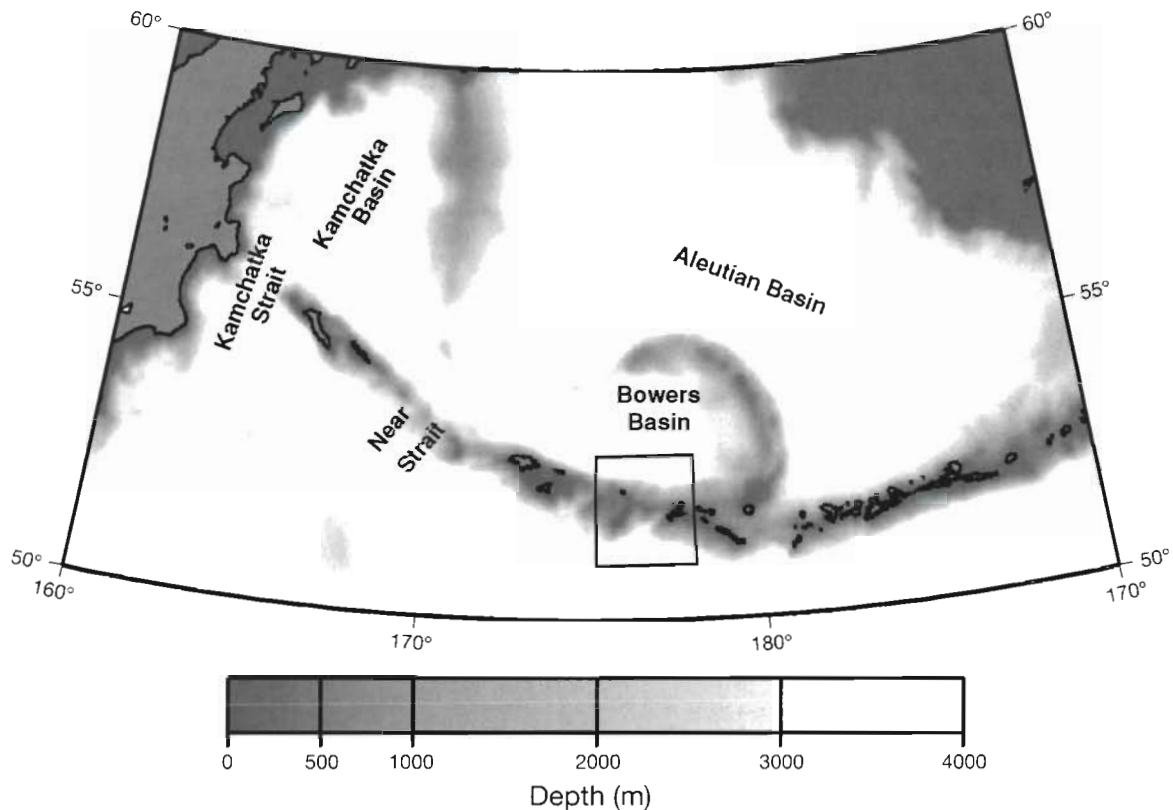 60°
60°
Kamchatka
Basin
Aleutian Basin
Kamchatka
Strait
55°
55°
Bowers
Basin
Near
Strait
50°
50°
160°
170°
170°
180°
0
500
1000
2000
3000
4000
Depth (m)